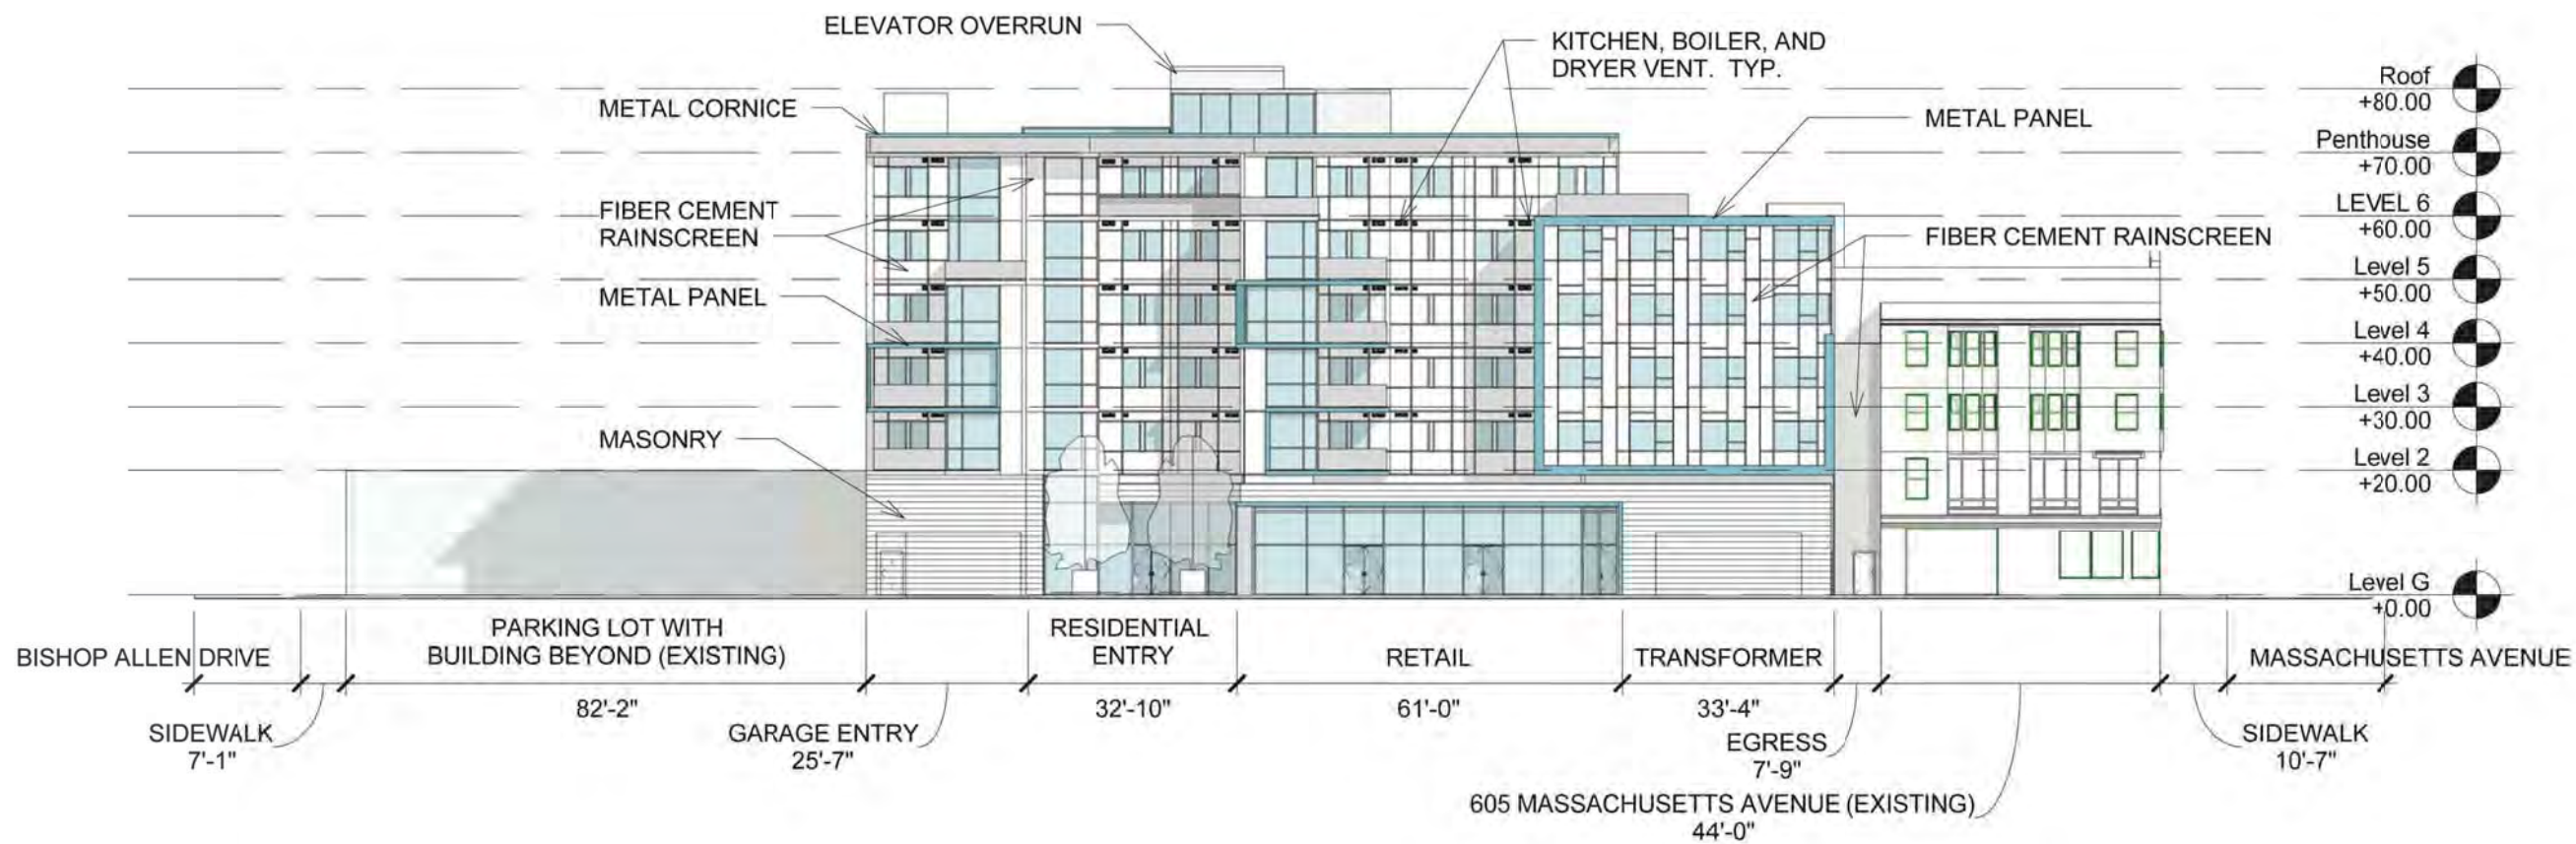 ELEVATOR OVERRUN
KITCHEN, BOILER, AND
DRYER VENT. TYP.
METAL CORNICE
METAL PANEL
FIBER CEMENT
RAINSCREEN
FIBER CEMENT RAINSCREEN
METAL PANEL
MASONRY
Roof
+80.00
Penthouse
+70.00
LEVEL 6
+60.00
Level 5
+50.00
Level 4
+40.00
Level 3
+30.00
Level 2
+20.00
Level G
+0.00
BISHOP ALLEN DRIVE
SIDEWALK
7'-1"
PARKING LOT WITH
BUILDING BEYOND (EXISTING)
82'-2"
GARAGE ENTRY
25'-7"
RESIDENTIAL
ENTRY
32'-10"
RETAIL
61'-0"
TRANSFORMER
33'-4"
EGRESS
7'-9"
605 MASSACHUSETTS AVENUE (EXISTING)
44'-0"
SIDEWALK
10'-7"
MASSACHUSETTS AVENUE